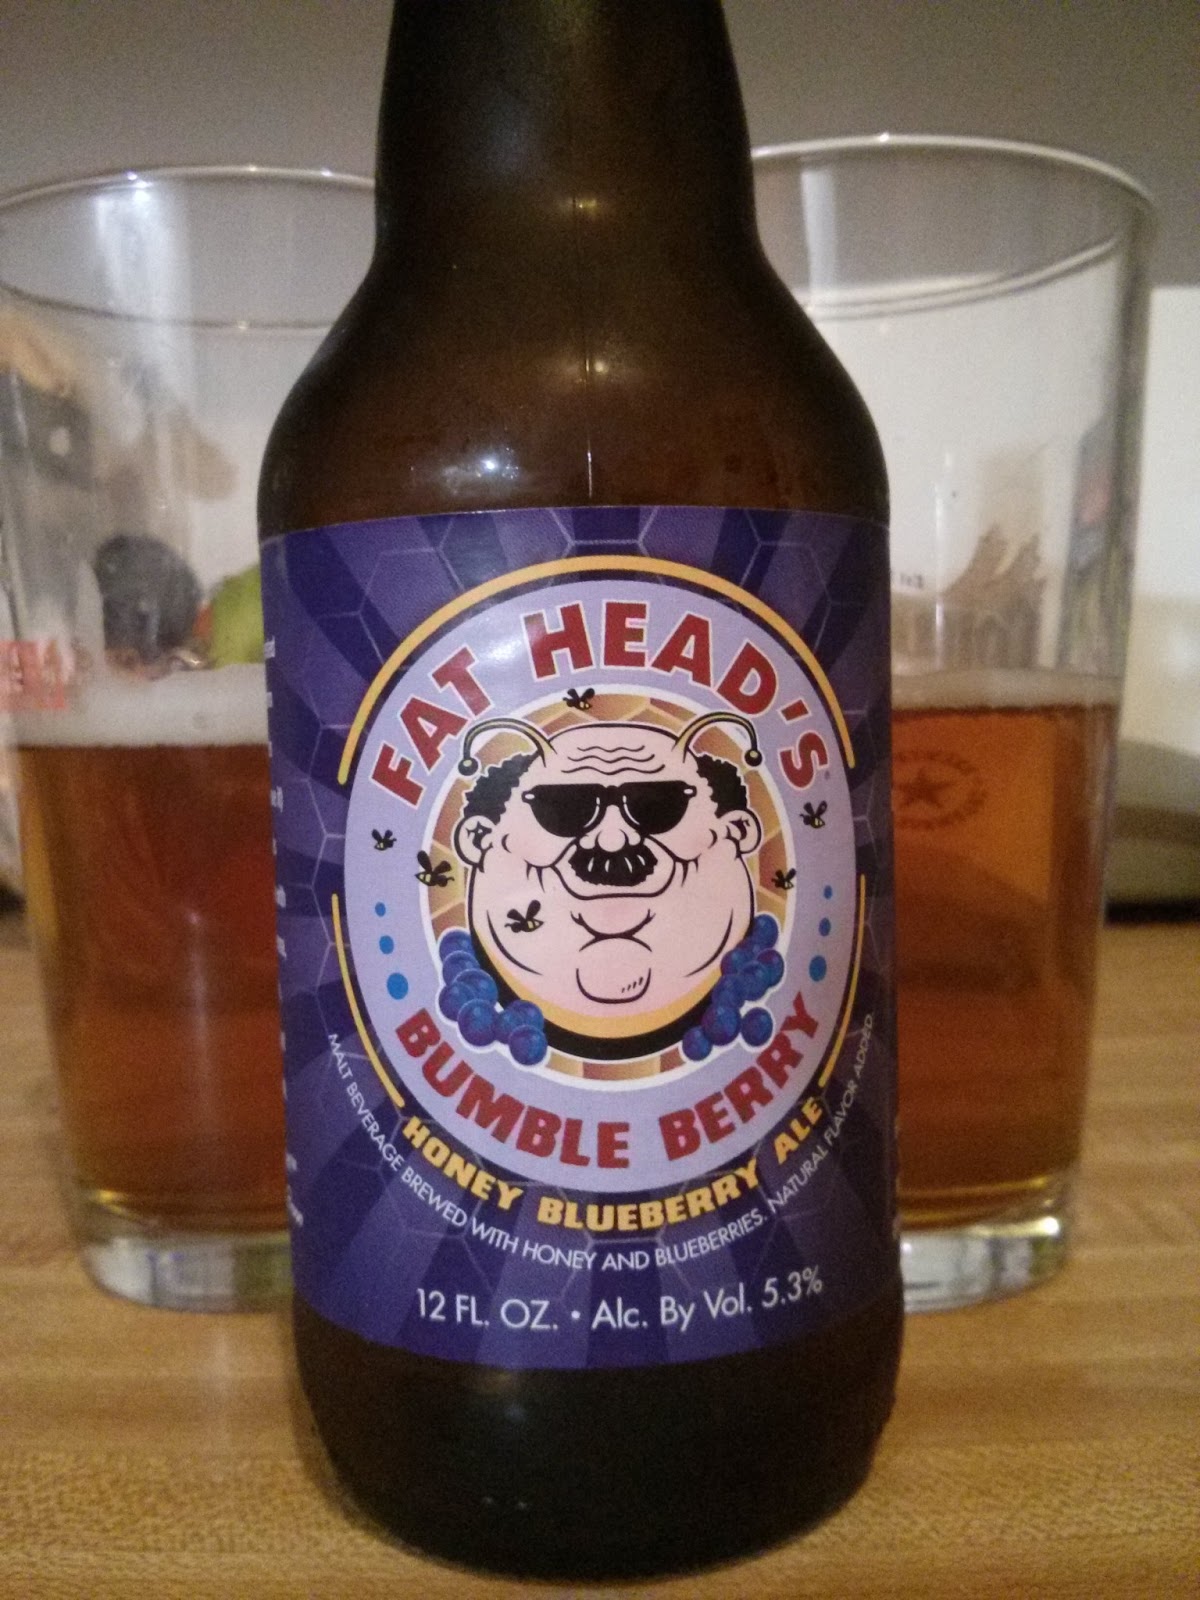 FAT HEAD'S
BUMBLE BERRY
HONEY BLUEBERRY ALE
MALT BEVERAGE BREWED WITH HONEY AND BLUEBERRIES. NATURAL FLAVOR ADDED.
12 FL. OZ. • Alc. By Vol. 5.3%